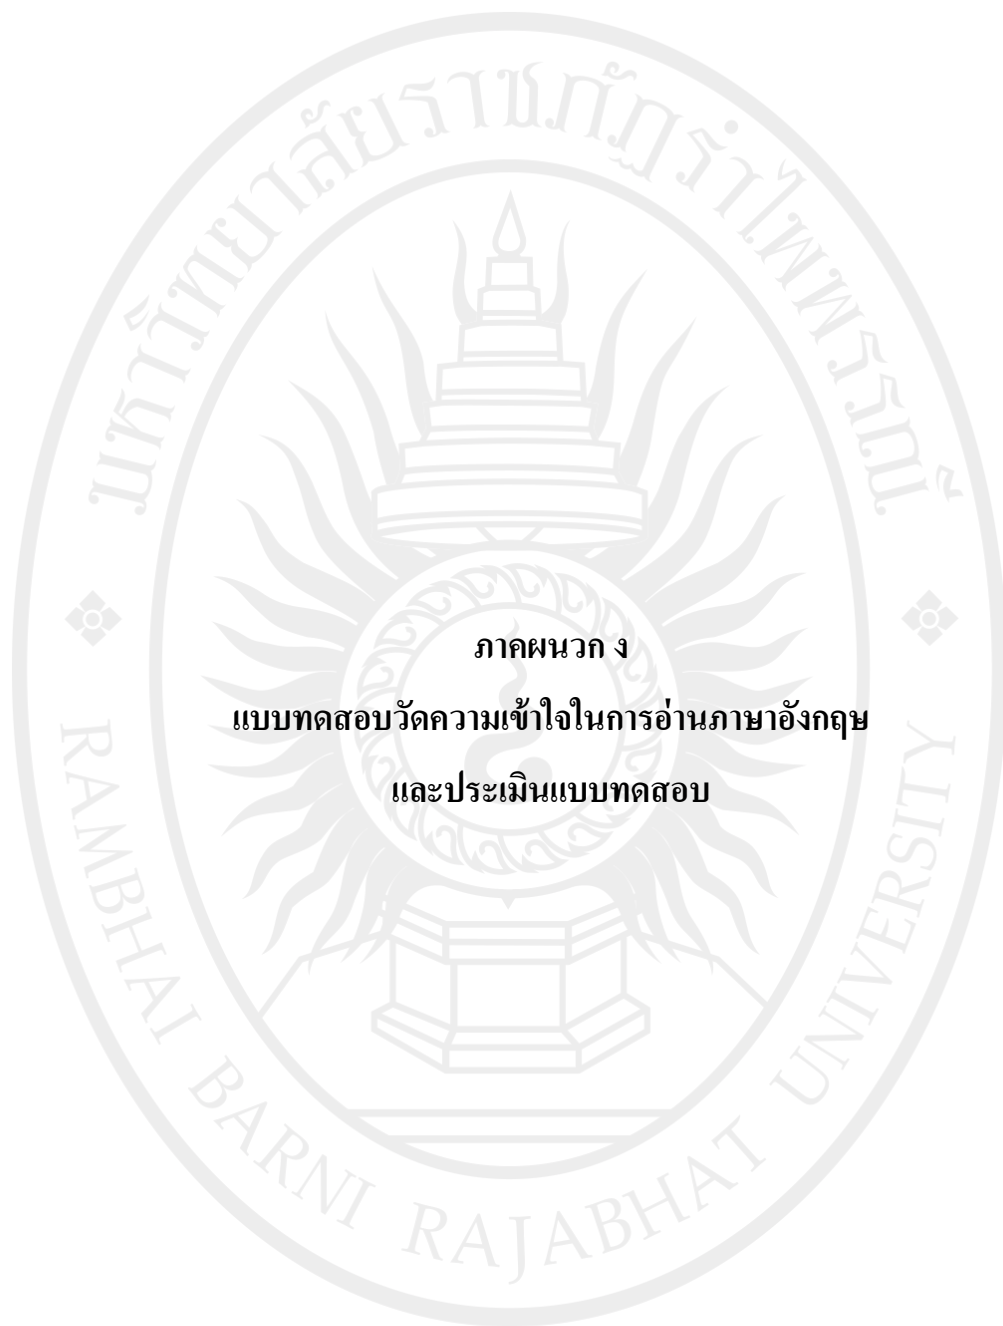 มหาวิทยาลัยราชภัฏรำไพพรรณี
ภาคผนวก ง
แบบทดสอบวัดความเข้าใจในการอ่านภาษาอังกฤษ
และประเมินแบบทดสอบ
RAMBHAI BARNI RAJABHAT UNIVERSITY